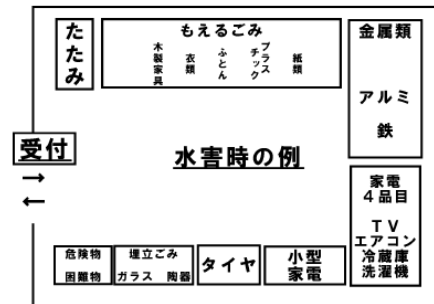 たたみ
もえるごみ
木製家具
衣類
ふとん
プラスチック
紙類
金属類
アルミ
鉄
受付
→
←
水害時の例
家電
４品目
ＴＶ
エアコン
冷蔵庫
洗濯機
危険物
困難物
埋立ごみ
ガラス 陶器
タイヤ
小型
家電